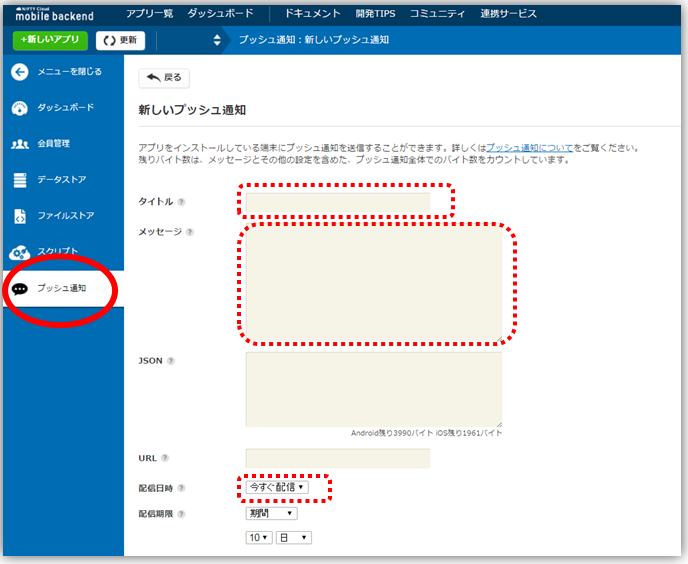 NIFTY Cloud
mobile backend
アプリ一覧 ダッシュボード ドキュメント 開発TIPS コミュニティ 連携サービス
+新しいアプリ 更新 プッシュ通知：新しいプッシュ通知
メニューを閉じる
ダッシュボード
会員管理
データストア
ファイルストア
スクリプト
プッシュ通知
戻る
新しいプッシュ通知
アプリをインストールしている端末にプッシュ通知を送信することができます。詳しくはプッシュ通知についてをご覧ください。
残りバイト数は、メッセージとその他の設定を含めた、プッシュ通知全体でのバイト数をカウントしています。
タイトル ?
メッセージ ?
JSON ?
Android残り3990バイト iOS残り1961バイト
URL ?
配信日時 ? 今すぐ配信 ▼
配信期限 ? 期間 ▼
10 ▼ 日 ▼